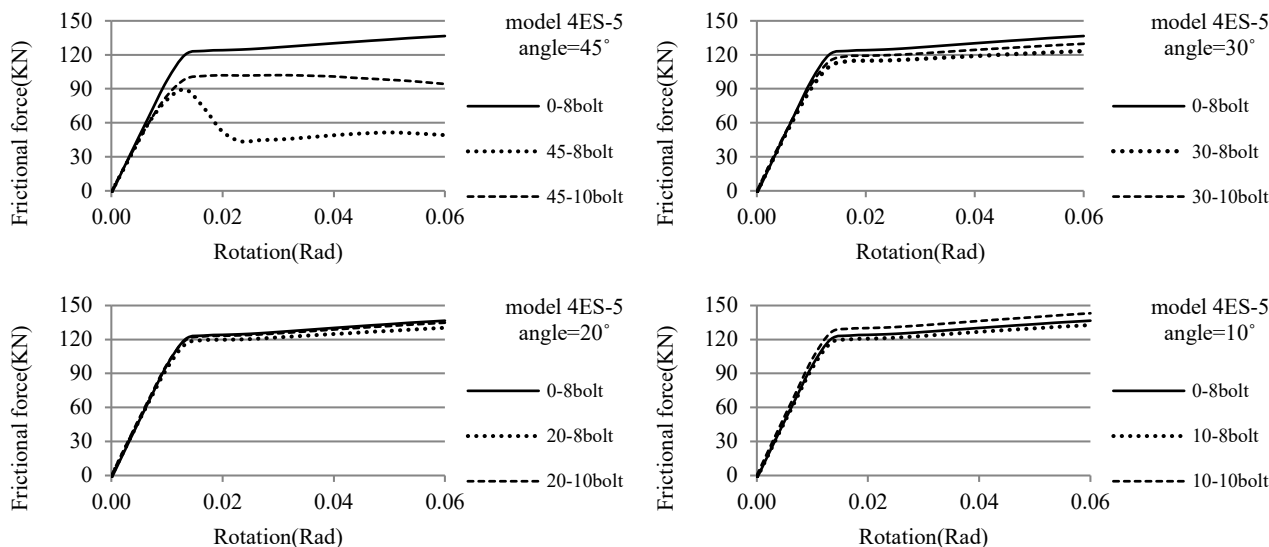 model 4ES-5
angle=45˚
Frictional force(KN)
150
120
90
60
30
0
0.00 0.02 0.04 0.06
Rotation(Rad)
0-8bolt
45-8bolt
45-10bolt
model 4ES-5
angle=30˚
Frictional force(KN)
150
120
90
60
30
0
0.00 0.02 0.04 0.06
Rotation(Rad)
0-8bolt
30-8bolt
30-10bolt
model 4ES-5
angle=20˚
Frictional force(KN)
150
120
90
60
30
0
0.00 0.02 0.04 0.06
Rotation(Rad)
0-8bolt
20-8bolt
20-10bolt
model 4ES-5
angle=10˚
Frictional force(KN)
150
120
90
60
30
0
0.00 0.02 0.04 0.06
Rotation(Rad)
0-8bolt
10-8bolt
10-10bolt